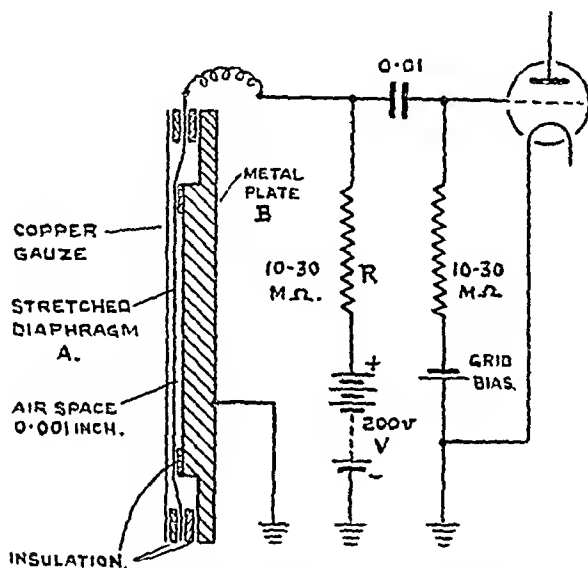 0.01
METAL
PLATE
B
COPPER
GAUZE
10-30
MΩ.
R
10-30
MΩ
STRETCHED
DIAPHRAGM
A.
+
GRID
BIAS.
AIR SPACE
0.001 INCH.
200v
V
-
INSULATION.